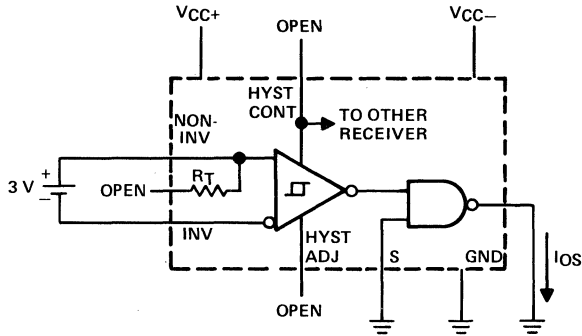 VCC+
OPEN
VCC−
HYST
CONT
TO OTHER
RECEIVER
NON-
INV
3 V
+
−
OPEN
RT
INV
HYST
ADJ
S
GND
IOS
OPEN